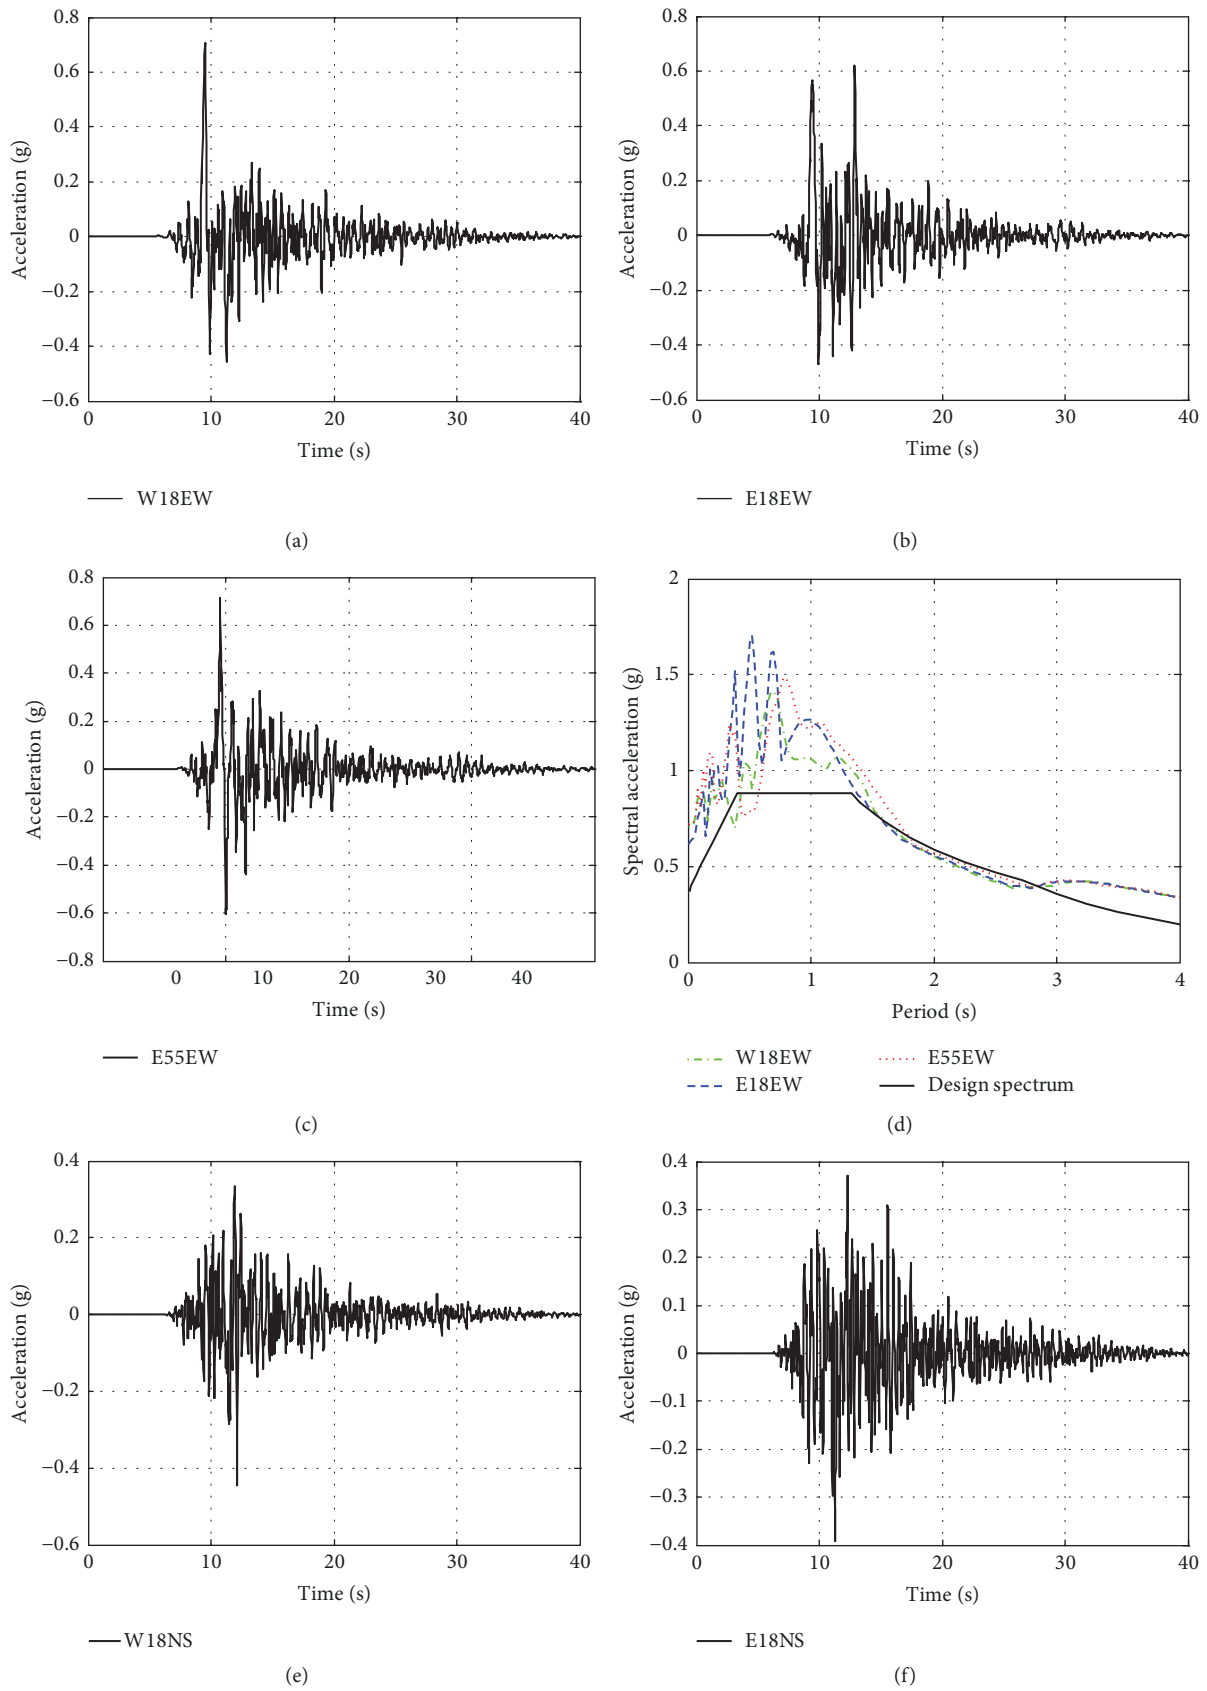 0.8
0.6
0.4
0.2
0
−0.2
−0.4
−0.6
Acceleration (g)
0 10 20 30 40
Time (s)
W18EW
(a)
0.8
0.6
0.4
0.2
0
−0.2
−0.4
−0.6
Acceleration (g)
0 10 20 30 40
Time (s)
E18EW
(b)
0.8
0.6
0.4
0.2
0
−0.2
−0.4
−0.6
−0.8
Acceleration (g)
0 10 20 30 40
Time (s)
E55EW
(c)
2
1.5
1
0.5
0
Spectral acceleration (g)
0 1 2 3 4
Period (s)
W18EW E55EW
E18EW Design spectrum
(d)
0.4
0.2
0
−0.2
−0.4
−0.6
Acceleration (g)
0 10 20 30 40
Time (s)
W18NS
(e)
0.4
0.3
0.2
0.1
0
−0.1
−0.2
−0.3
−0.4
Acceleration (g)
0 10 20 30 40
Time (s)
E18NS
(f)